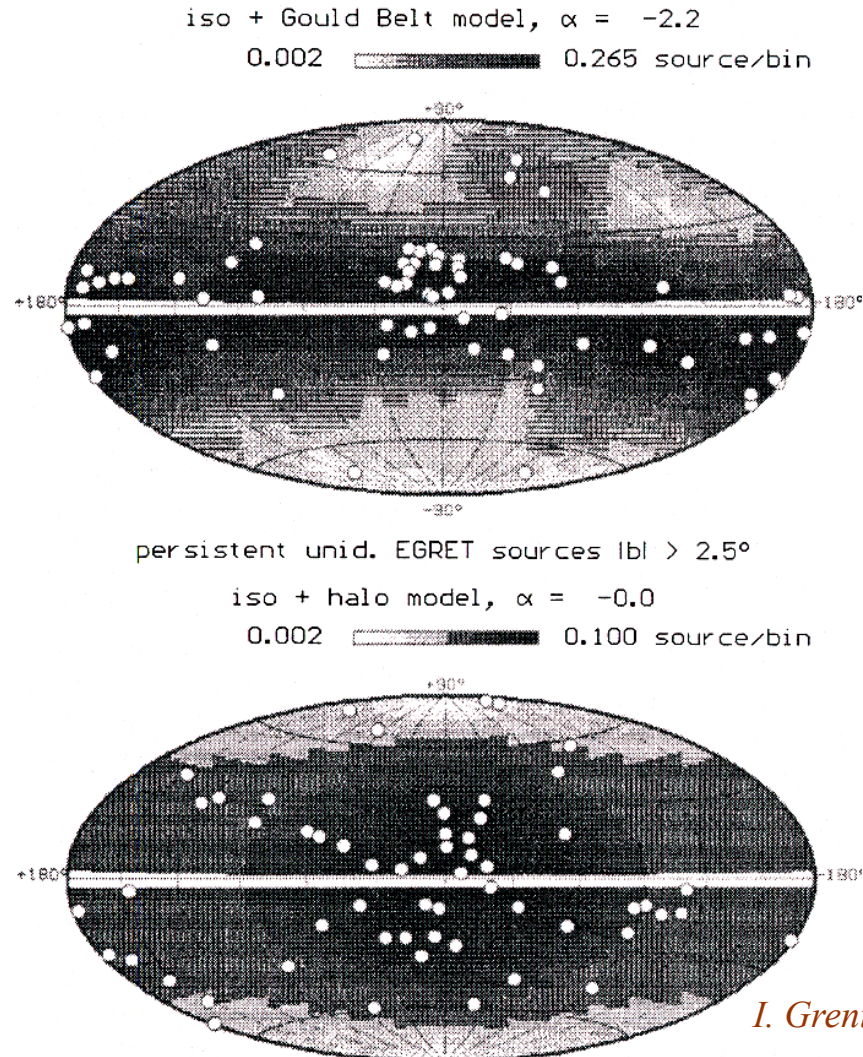 iso + Gould Belt model, α = -2.2
0.002 0.265 source/bin
+90°
+180° -180°
-90°
persistent unid. EGRET sources |b| > 2.5°
iso + halo model, α = -0.0
0.002 0.100 source/bin
+90°
+180° -180°
I. Greni